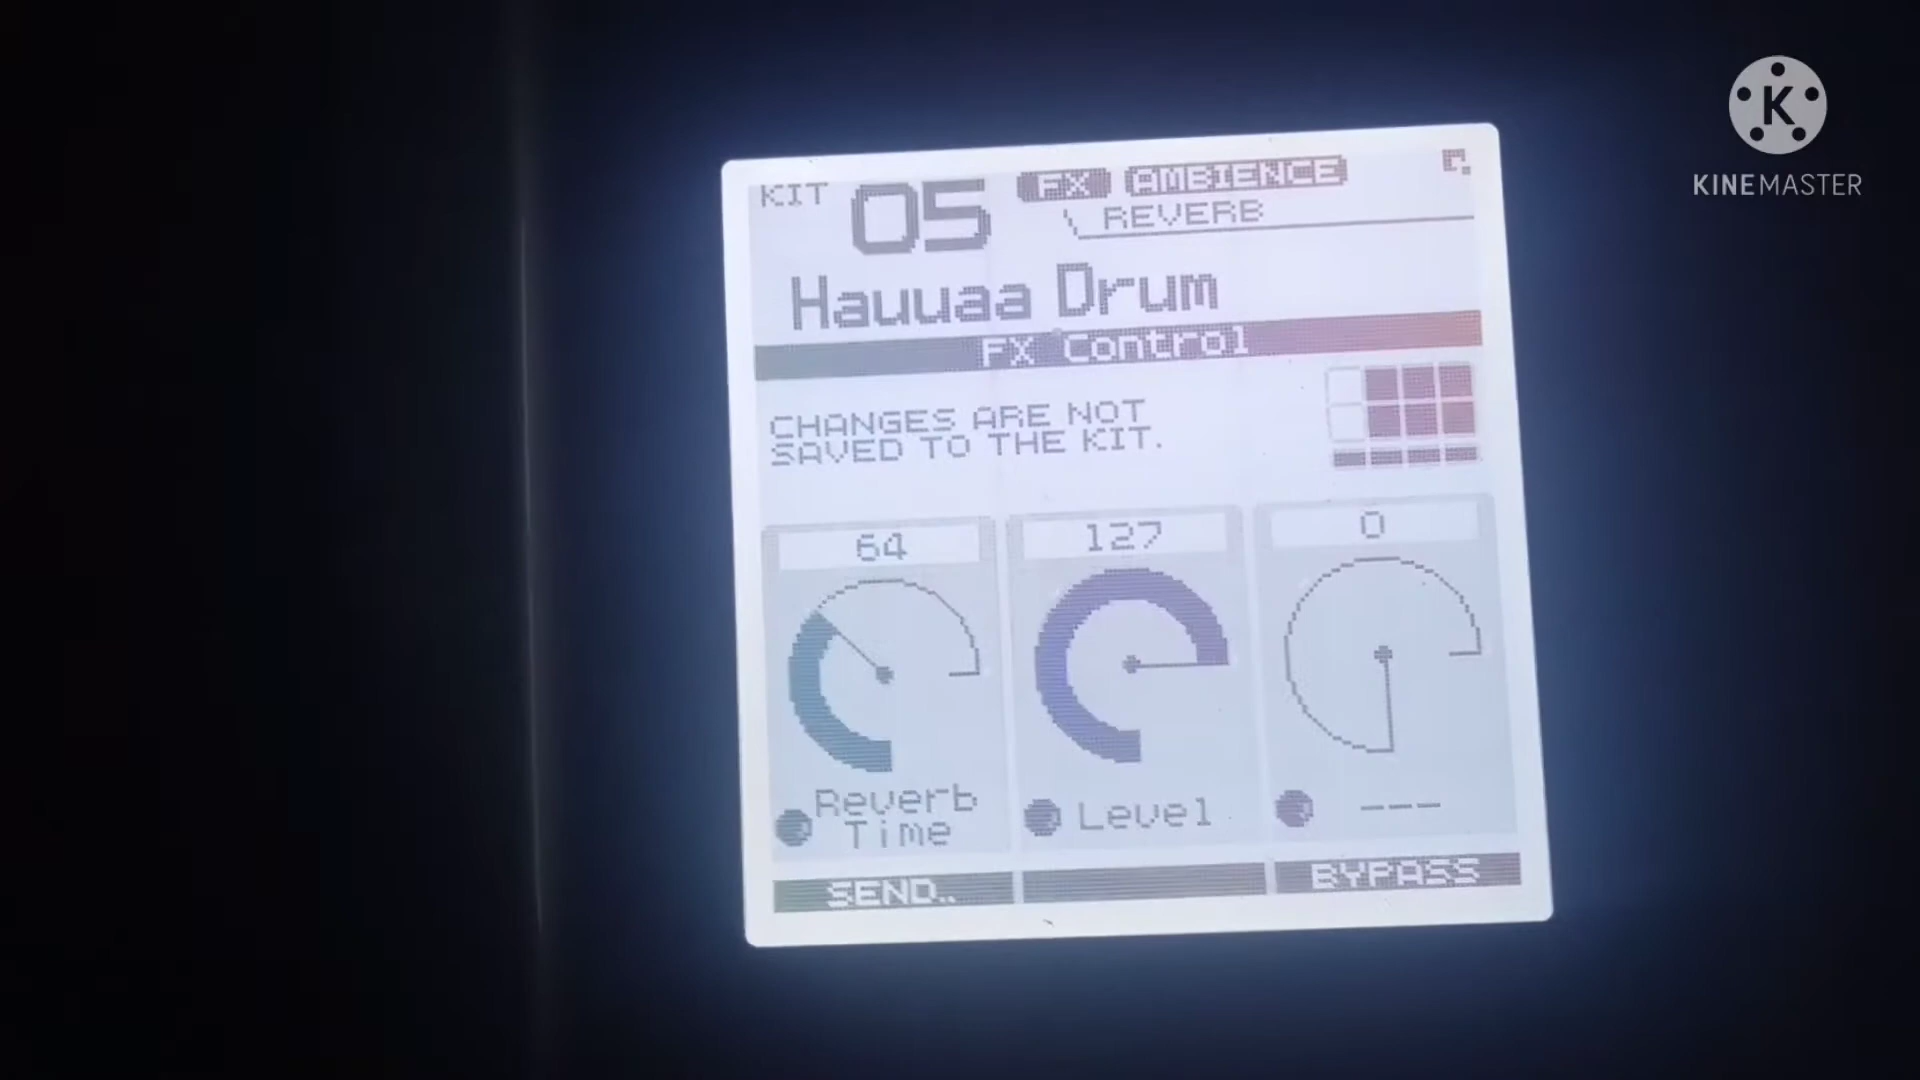 KIT 05 FX AMBIENCE
REVERB
Hauuaa Drum
FX Control
CHANGES ARE NOT
SAVED TO THE KIT.
64 127 0
Reverb
Time
Level
---
SEND.. BYPASS
K
KINEMASTER